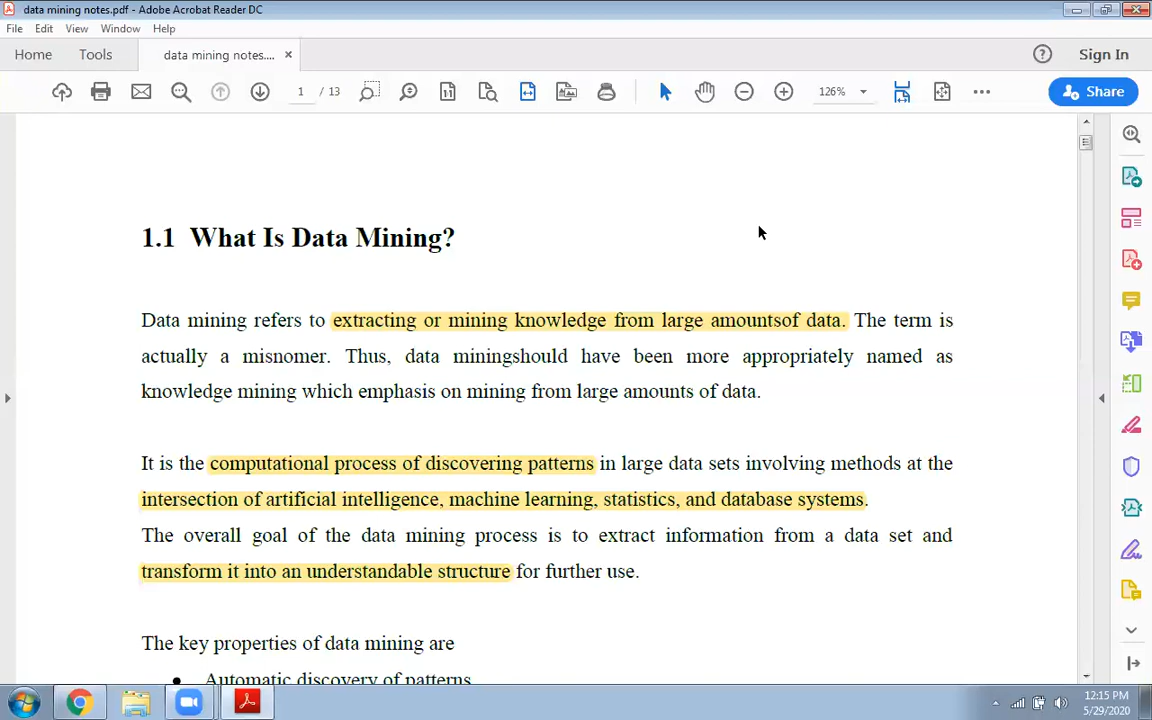 data mining notes.pdf - Adobe Acrobat Reader DC
File Edit View Window Help
Home Tools data mining notes.... × ? Sign In
1 / 13 126% Share
1.1 What Is Data Mining?
Data mining refers to extracting or mining knowledge from large amountsof data. The term is
actually a misnomer. Thus, data miningshould have been more appropriately named as
knowledge mining which emphasis on mining from large amounts of data.
It is the computational process of discovering patterns in large data sets involving methods at the
intersection of artificial intelligence, machine learning, statistics, and database systems.
The overall goal of the data mining process is to extract information from a data set and
transform it into an understandable structure for further use.
The key properties of data mining are
• Automatic discovery of patterns
12:15 PM
5/29/2020